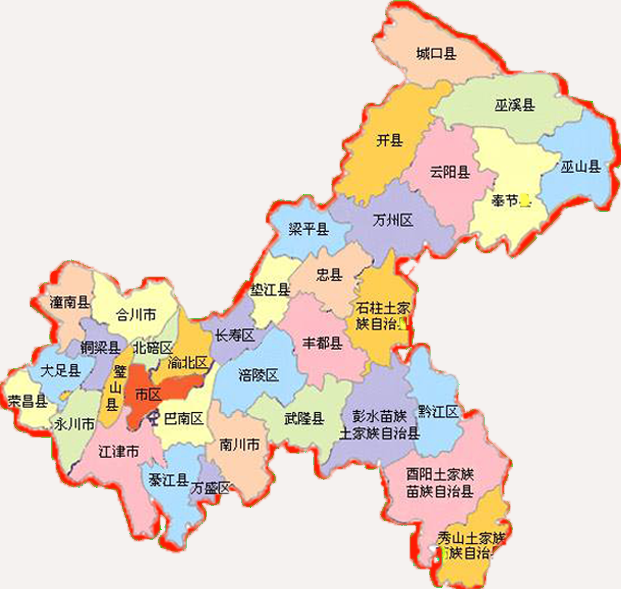 城口县
巫溪县
开县
云阳县
巫山县
奉节
万州区
梁平县
忠县
垫江县
石柱土家
族自治
潼南县
合川市
长寿区
丰都县
铜梁县
北碚区
渝北区
大足县
璧山县
市区
涪陵区
荣昌县
永川市
巴南区
武隆县
彭水苗族
土家族自治县
黔江区
江津市
南川市
綦江县
万盛区
酉阳土家族
苗族自治县
秀山土家族
族自治